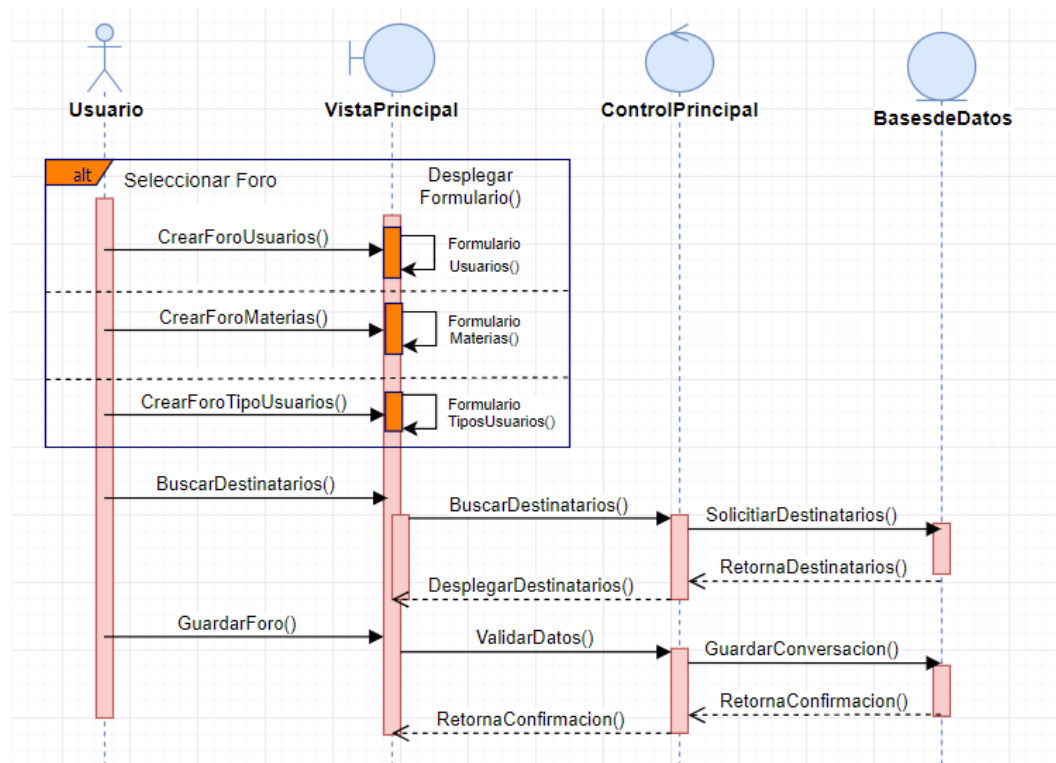 Usuario
VistaPrincipal
ControlPrincipal
BasesdeDatos
alt
Seleccionar Foro
Desplegar
Formulario()
CrearForoUsuarios()
Formulario
Usuarios()
CrearForoMaterias()
Formulario
Materias()
CrearForoTipoUsuarios()
Formulario
TiposUsuarios()
BuscarDestinatarios()
BuscarDestinatarios()
SolicitiarDestinatarios()
RetornaDestinatarios()
DesplegarDestinatarios()
GuardarForo()
ValidarDatos()
GuardarConversacion()
RetornaConfirmacion()
RetornaConfirmacion()